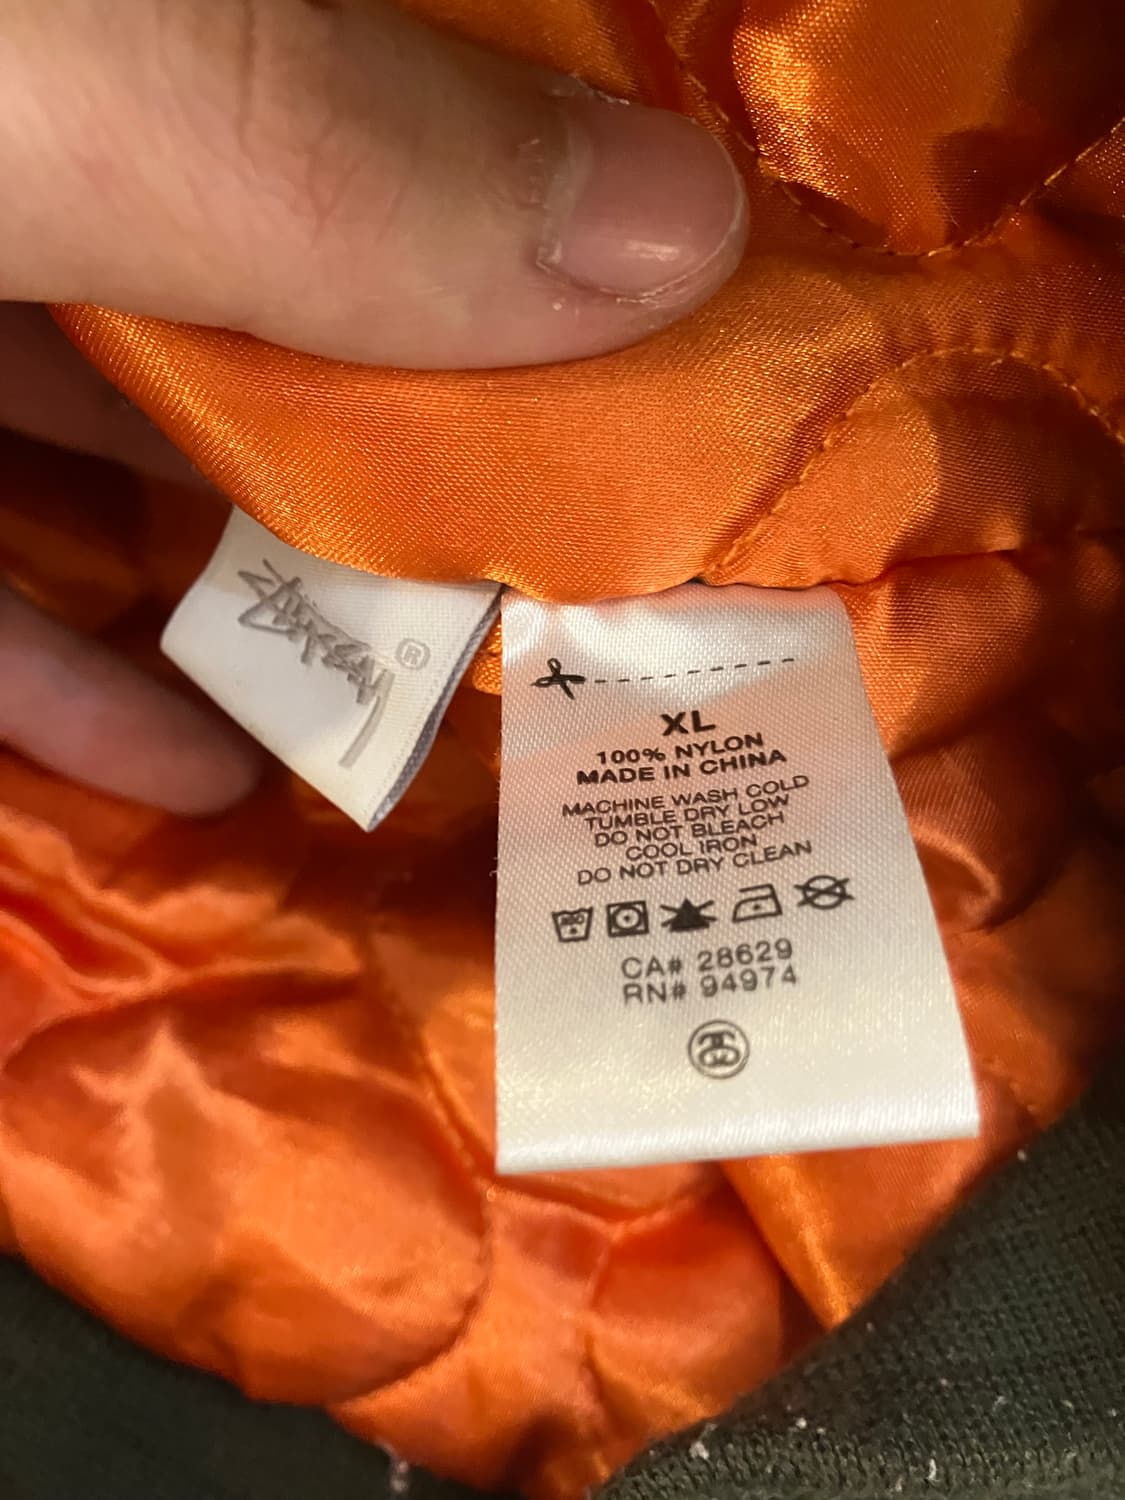 Stüssy ®
XL
100% NYLON
MADE IN CHINA
MACHINE WASH COLD
TUMBLE DRY LOW
DO NOT BLEACH
COOL IRON
DO NOT DRY CLEAN
CA# 28629
RN# 94974